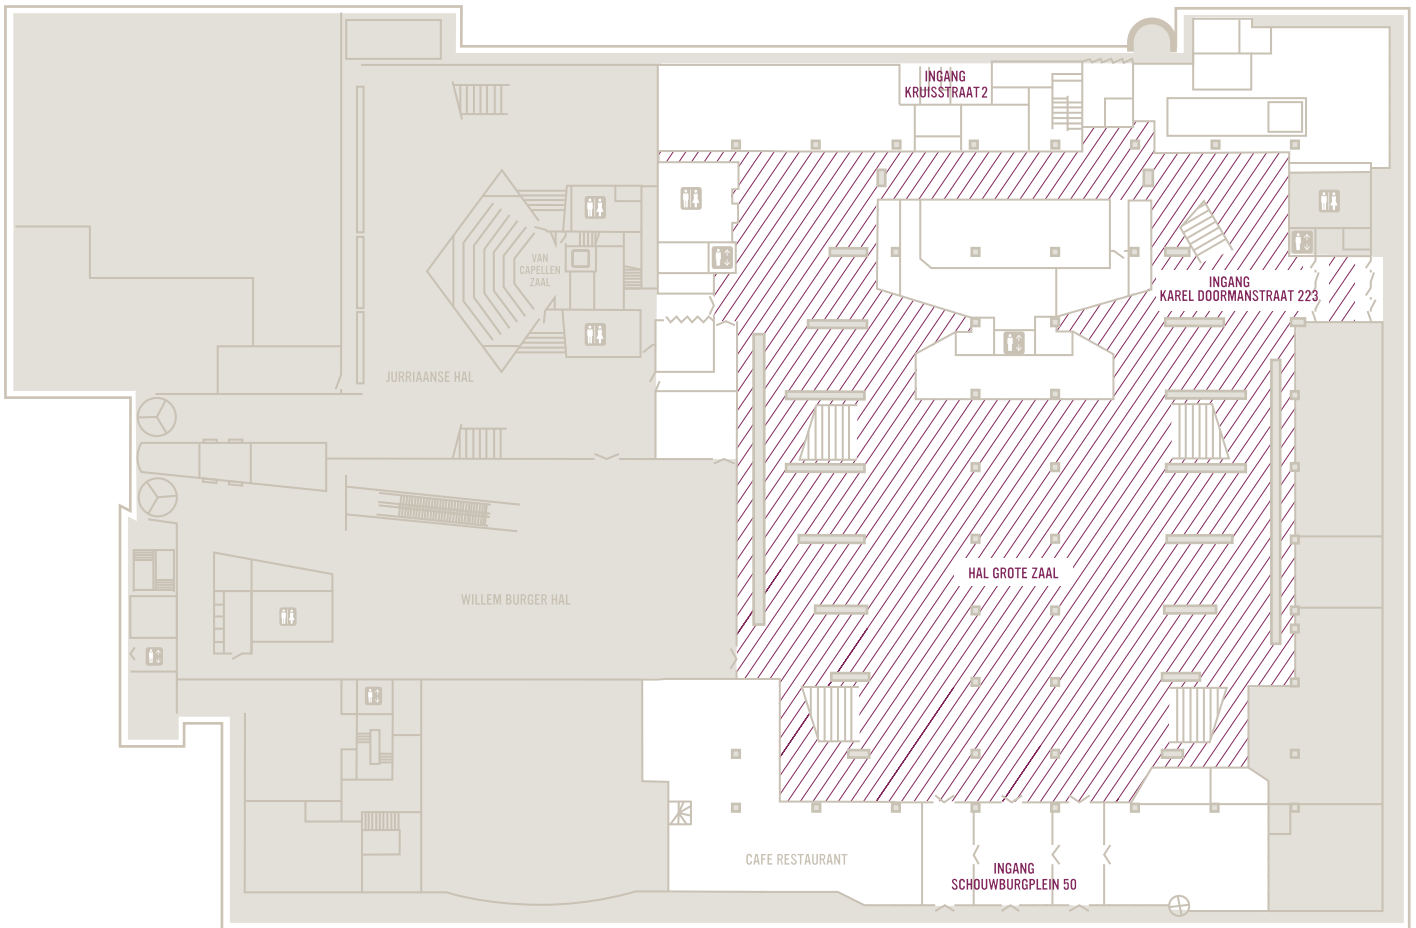 INGANG
KRUISSTRAAT 2
VAN
CAPELLEN
ZAAL
INGANG
KAREL DOORMANSTRAAT 223
JURRIAANSE HAL
HAL GROTE ZAAL
WILLEM BURGER HAL
CAFE RESTAURANT
INGANG
SCHOUWBURGPLEIN 50